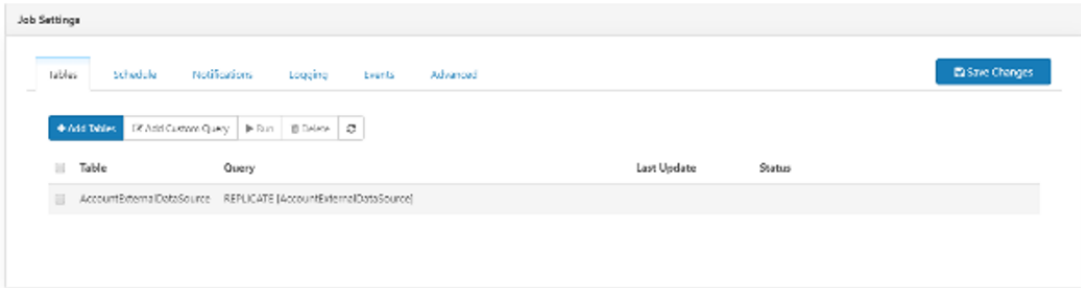 Job Settings
Tables Schedule Notifications Logging Events Advanced Save Changes
Add Tables Add Custom Query Run Delete
Table Query Last Update Status
AccountExternalDataSource REPLICATE [AccountExternalDataSource]